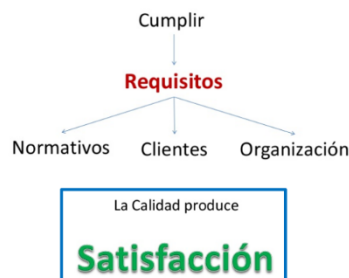 Cumplir
Requisitos
Normativos Clientes Organización
La Calidad produce
Satisfacción